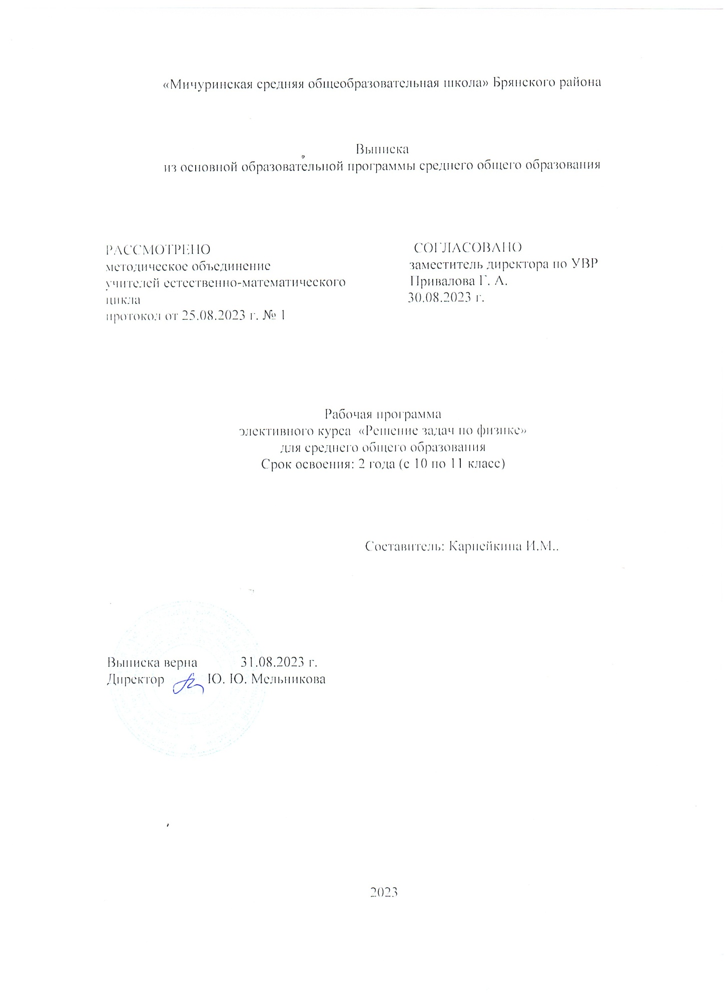 «Мичуринская средняя общеобразовательная школа» Брянского района
Выписка
из основной образовательной программы среднего общего образования
РАССМОТРЕНО
методическое объединение
учителей естественно-математического
цикла
протокол от 25.08.2023 г. № 1
СОГЛАСОВАНО
заместитель директора по УВР
Привалова Г. А.
30.08.2023 г.
Рабочая программа
элективного курса «Решение задач по физике»
для среднего общего образования
Срок освоения: 2 года (с 10 по 11 класс)
Составитель: Карпейкина И.М..
Выписка верна 31.08.2023 г.
Директор Ю. Ю. Мельникова
2023